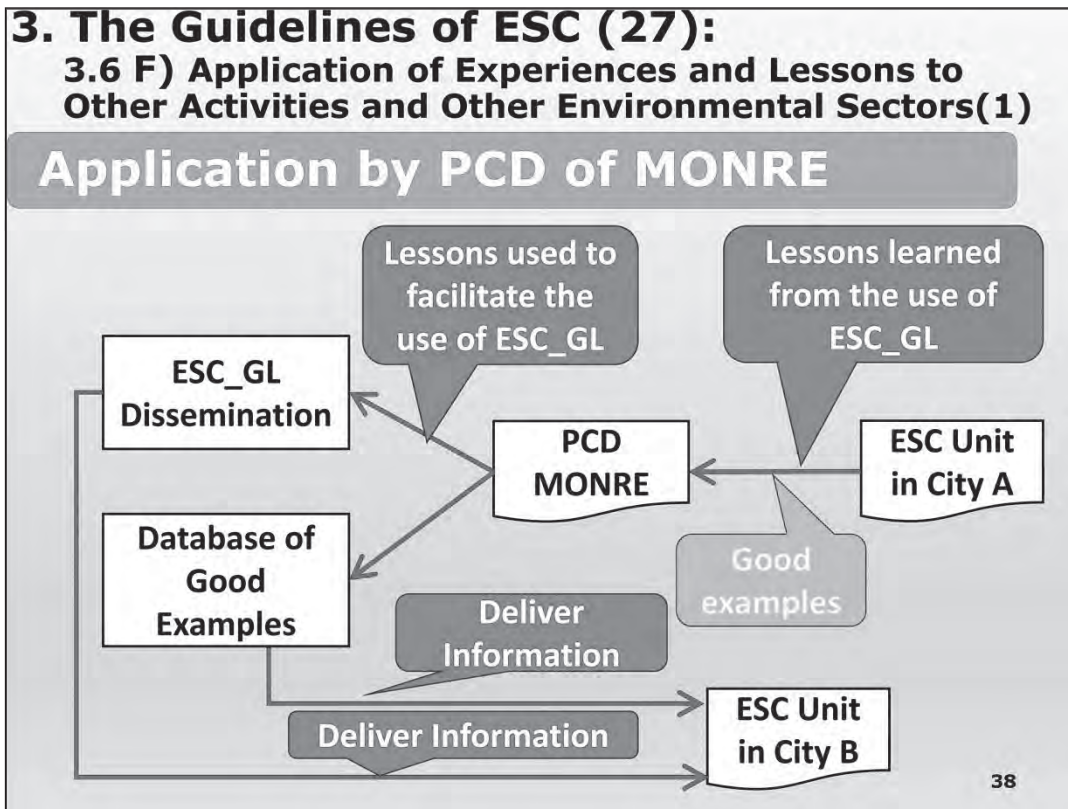 3. The Guidelines of ESC (27):
3.6 F) Application of Experiences and Lessons to
Other Activities and Other Environmental Sectors(1)
Application by PCD of MONRE
Lessons used to
facilitate the
use of ESC_GL
Lessons learned
from the use of
ESC_GL
ESC_GL
Dissemination
PCD
MONRE
ESC Unit
in City A
Database of
Good
Examples
Good
examples
Deliver
Information
Deliver Information
ESC Unit
in City B
38